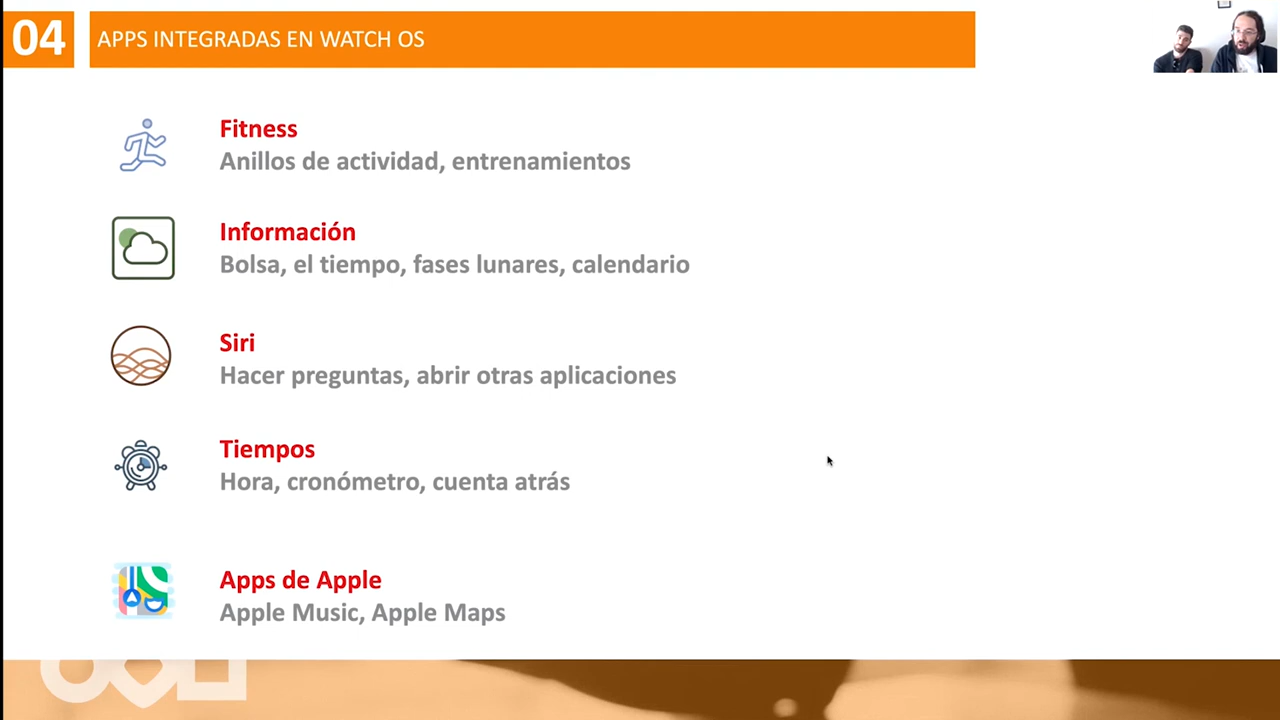 04
APPS INTEGRADAS EN WATCH OS
Fitness
Anillos de actividad, entrenamientos
Información
Bolsa, el tiempo, fases lunares, calendario
Siri
Hacer preguntas, abrir otras aplicaciones
Tiempos
Hora, cronómetro, cuenta atrás
Apps de Apple
Apple Music, Apple Maps